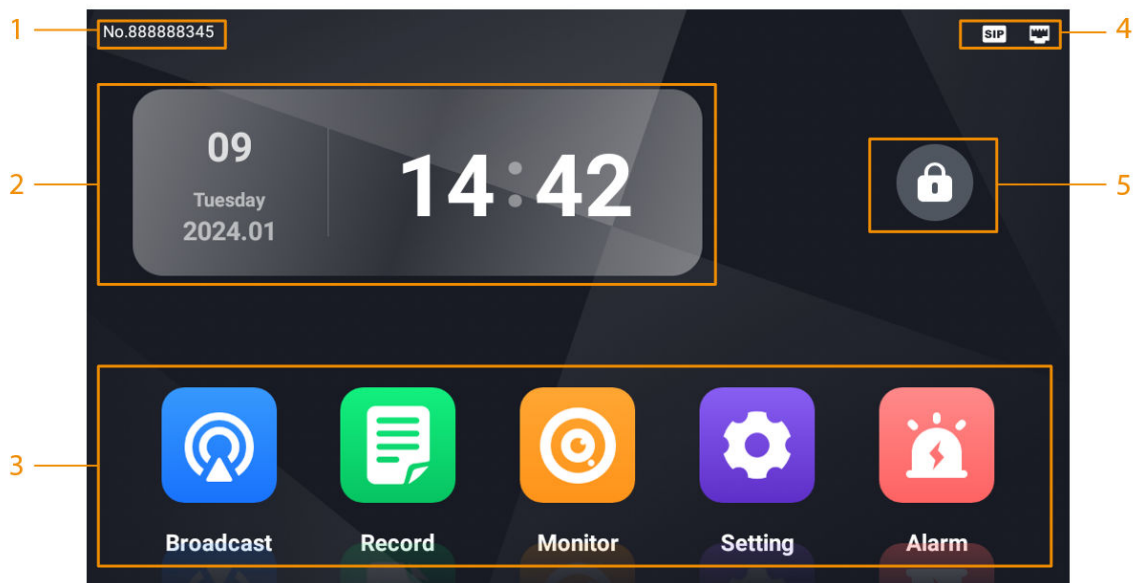 1
No.888888345
SIP
4
2
09
Tuesday
2024.01
14:42
5
3
Broadcast
Record
Monitor
Setting
Alarm